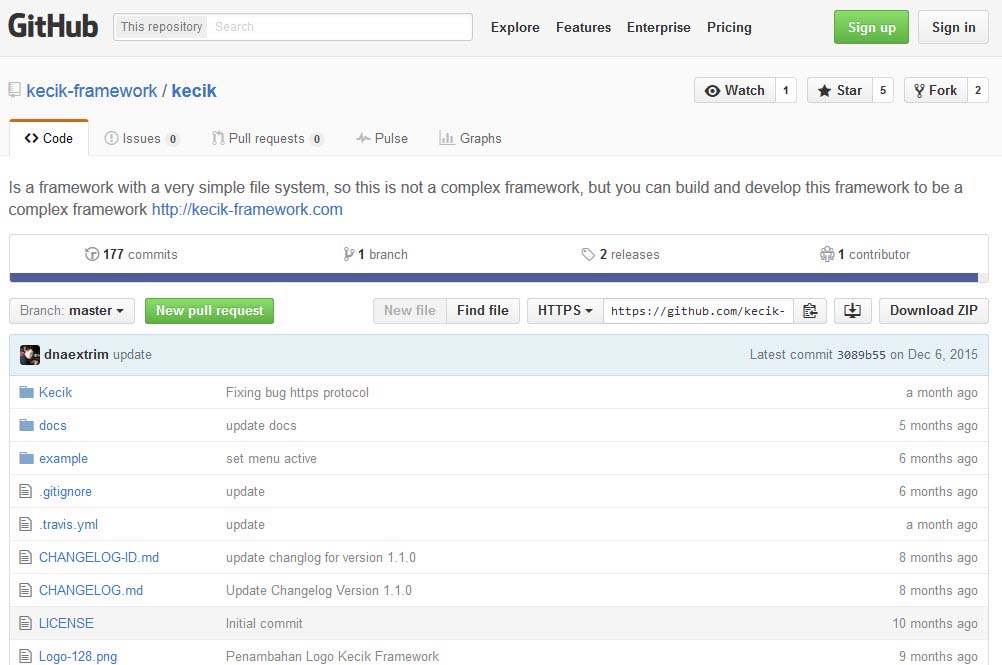 GitHub This repository Search Explore Features Enterprise Pricing Sign up Sign in
kecik-framework / kecik Watch 1 Star 5 Fork 2
Code Issues 0 Pull requests 0 Pulse Graphs
Is a framework with a very simple file system, so this is not a complex framework, but you can build and develop this framework to be a
complex framework http://kecik-framework.com
177 commits 1 branch 2 releases 1 contributor
Branch: master New pull request New file Find file HTTPS https://github.com/kecik- Download ZIP
dnaextrim update Latest commit 3089b55 on Dec 6, 2015
Kecik Fixing bug https protocol a month ago
docs update docs 5 months ago
example set menu active 6 months ago
.gitignore update 6 months ago
.travis.yml update a month ago
CHANGELOG-ID.md update changlog for version 1.1.0 8 months ago
CHANGELOG.md Update Changelog Version 1.1.0 8 months ago
LICENSE Initial commit 10 months ago
Logo-128.png Penambahan Logo Kecik Framework 9 months ago